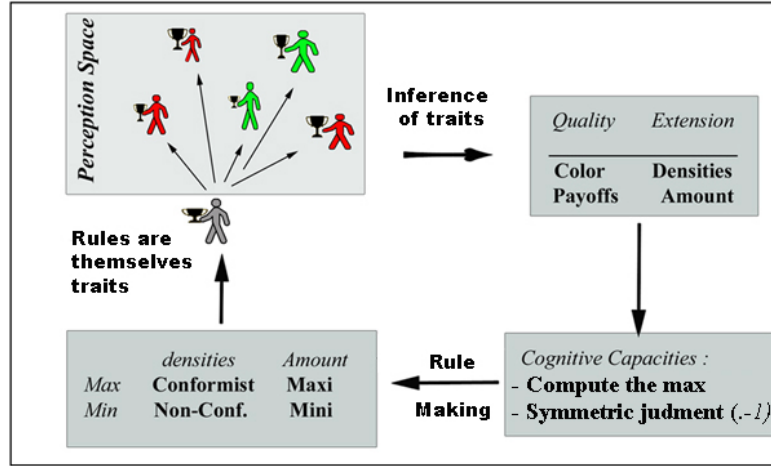 Perception Space
Inference
of traits
Quality Extension
Color Densities
Payoffs Amount
Rules are
themselves
traits
densities Amount
Max Conformist Maxi
Min Non-Conf. Mini
Rule
Making
Cognitive Capacities :
- Compute the max
- Symmetric judgment (.-1)